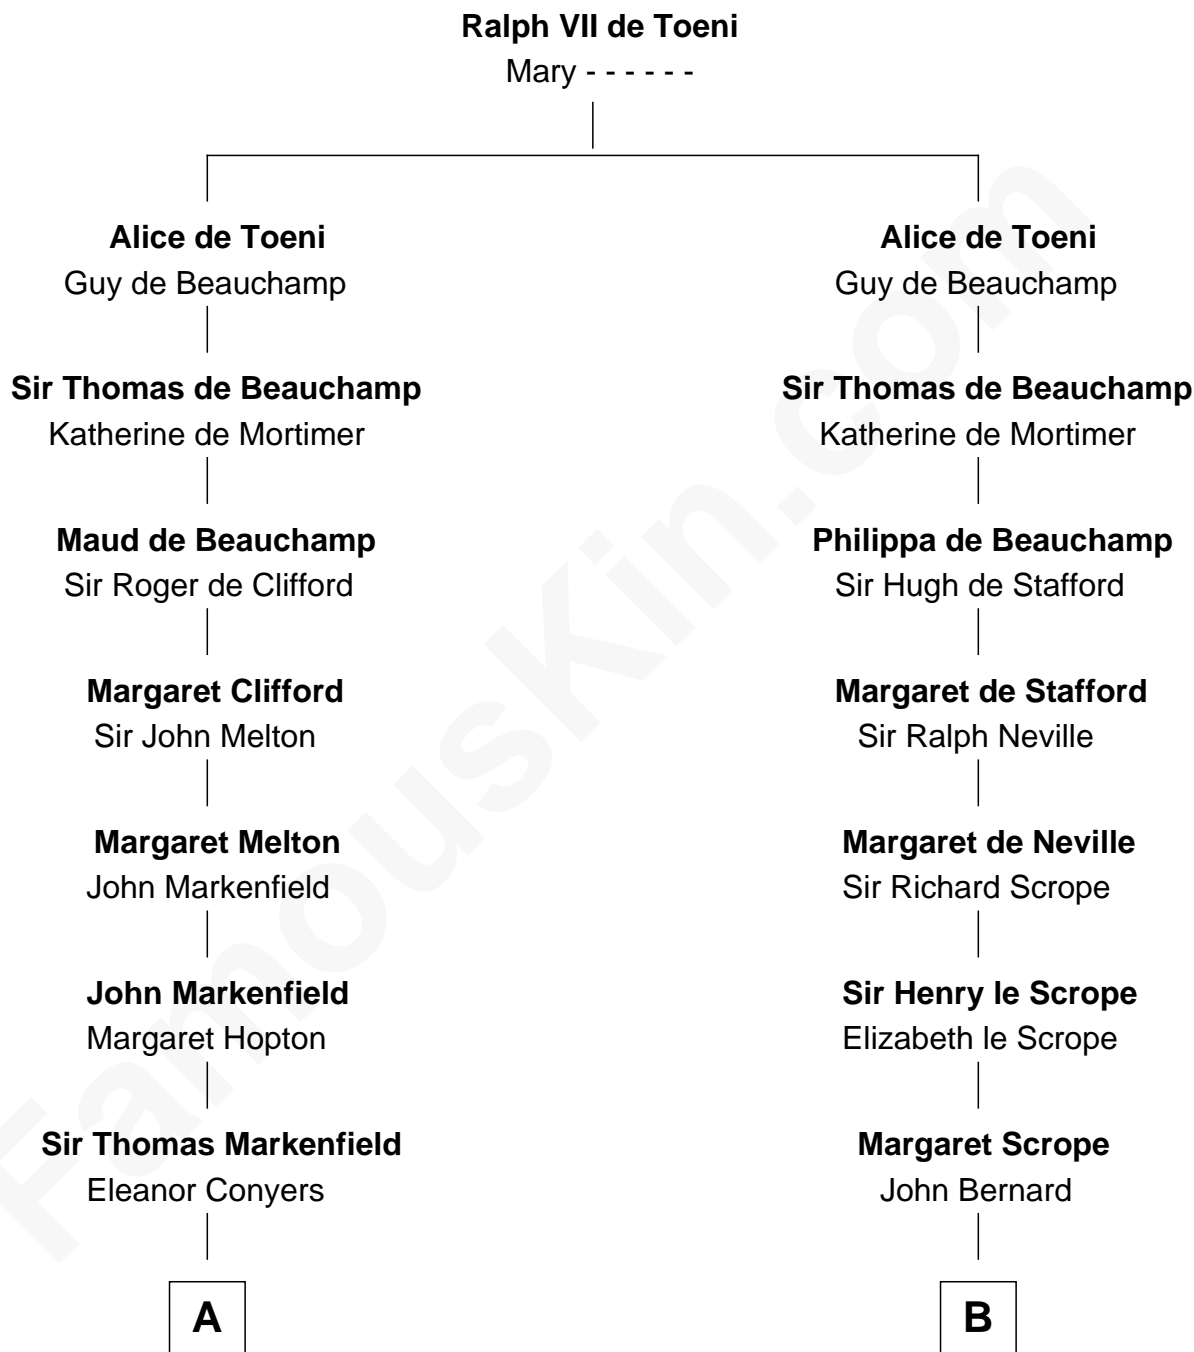 Ralph VII de Toeni
Mary - - - - - -
Alice de Toeni
Guy de Beauchamp
Sir Thomas de Beauchamp
Katherine de Mortimer
Maud de Beauchamp
Sir Roger de Clifford
Margaret Clifford
Sir John Melton
Margaret Melton
John Markenfield
John Markenfield
Margaret Hopton
Sir Thomas Markenfield
Eleanor Conyers
A
Alice de Toeni
Guy de Beauchamp
Sir Thomas de Beauchamp
Katherine de Mortimer
Philippa de Beauchamp
Sir Hugh de Stafford
Margaret de Stafford
Sir Ralph Neville
Margaret de Neville
Sir Richard Scrope
Sir Henry le Scrope
Elizabeth le Scrope
Margaret Scrope
John Bernard
B
FamousKin.com